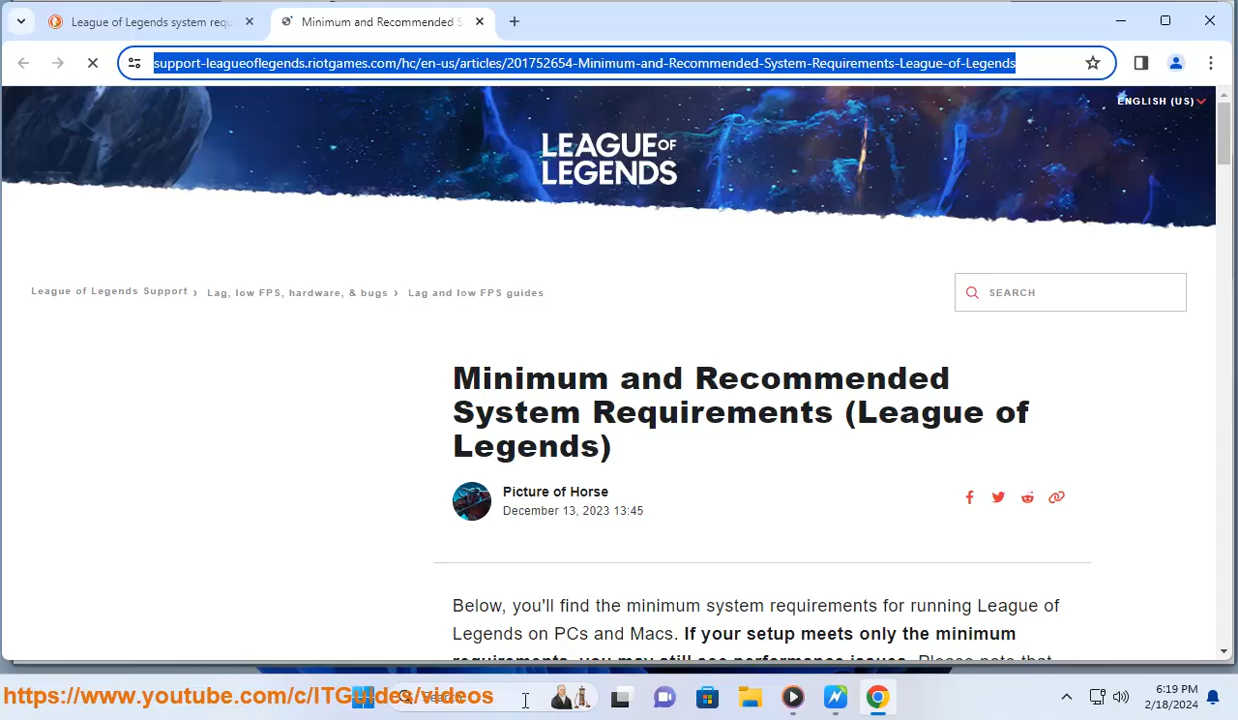 League of Legends system requ
Minimum and Recommended S
support-leagueoflegends.riotgames.com/hc/en-us/articles/201752654-Minimum-and-Recommended-System-Requirements-League-of-Legends
ENGLISH (US)
LEAGUE OF
LEGENDS
League of Legends Support › Lag, low FPS, hardware, & bugs › Lag and low FPS guides
SEARCH
Minimum and Recommended
System Requirements (League of
Legends)
Picture of Horse
December 13, 2023 13:45
Below, you'll find the minimum system requirements for running League of
Legends on PCs and Macs. If your setup meets only the minimum
requirements, you may still see performance issues. Please note that
https://www.youtube.com/c/ITGuides/videos
6:19 PM
2/18/2024